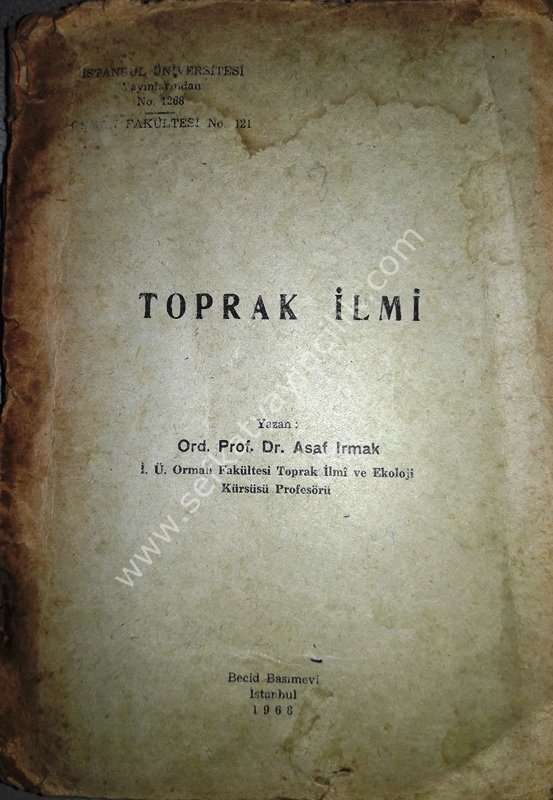 İSTANBUL ÜNİVERSİTESİ
Yayınlarından
No. 1268
FAKÜLTESİ No. 121
TOPRAK İLMİ
Yazan :
Ord. Prof. Dr. Asaf Irmak
İ. Ü. Orman Fakültesi Toprak İlmî ve Ekoloji
Kürsüsü Profesörü
Becid Basımevi
İstanbul
1968